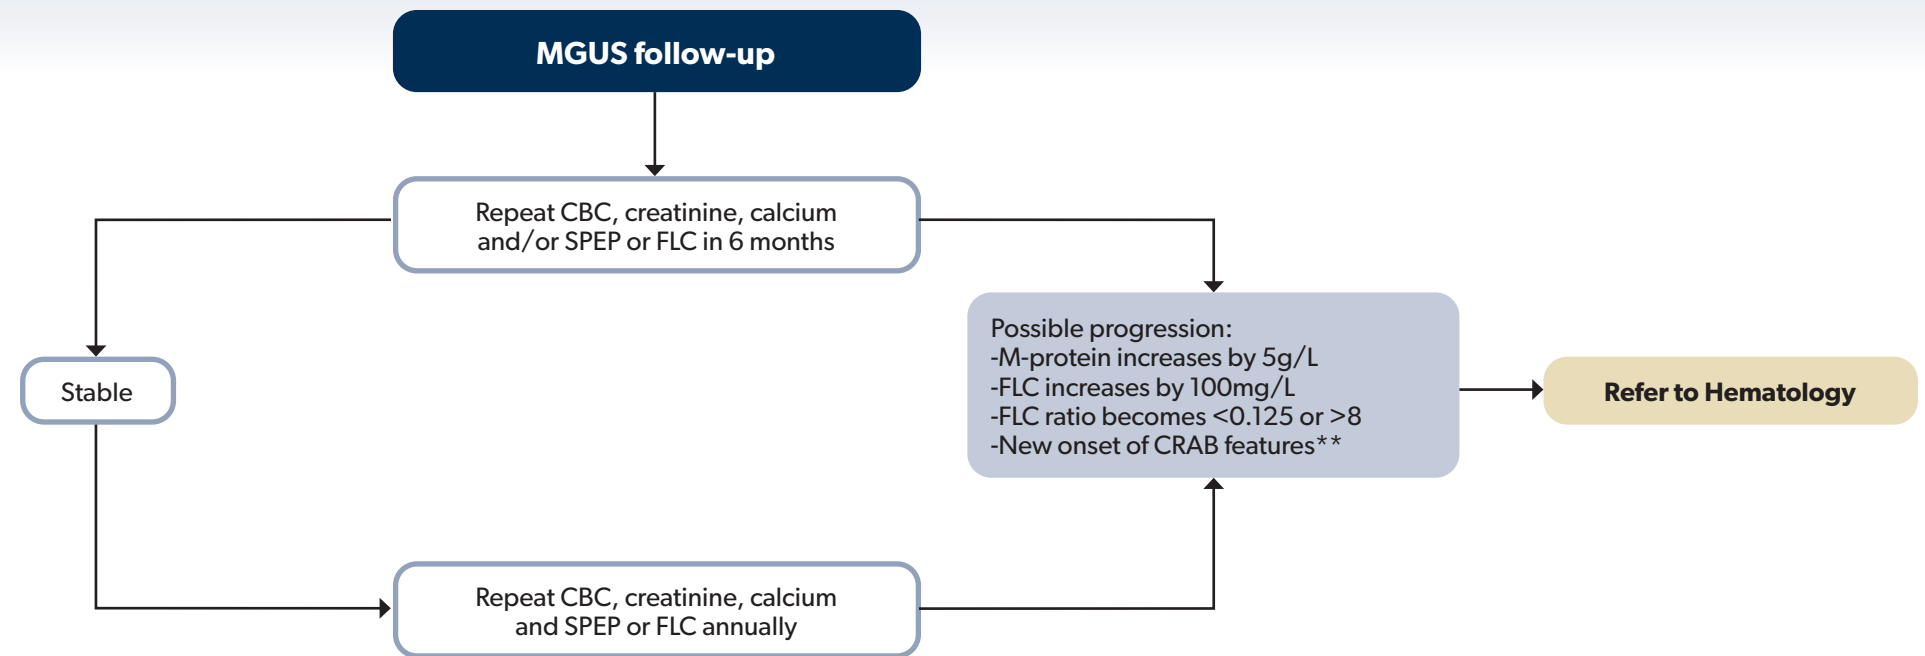 MGUS follow-up
Repeat CBC, creatinine, calcium
and/or SPEP or FLC in 6 months
Stable
Possible progression:
-M-protein increases by 5g/L
-FLC increases by 100mg/L
-FLC ratio becomes <0.125 or >8
-New onset of CRAB features**
Refer to Hematology
Repeat CBC, creatinine, calcium
and SPEP or FLC annually